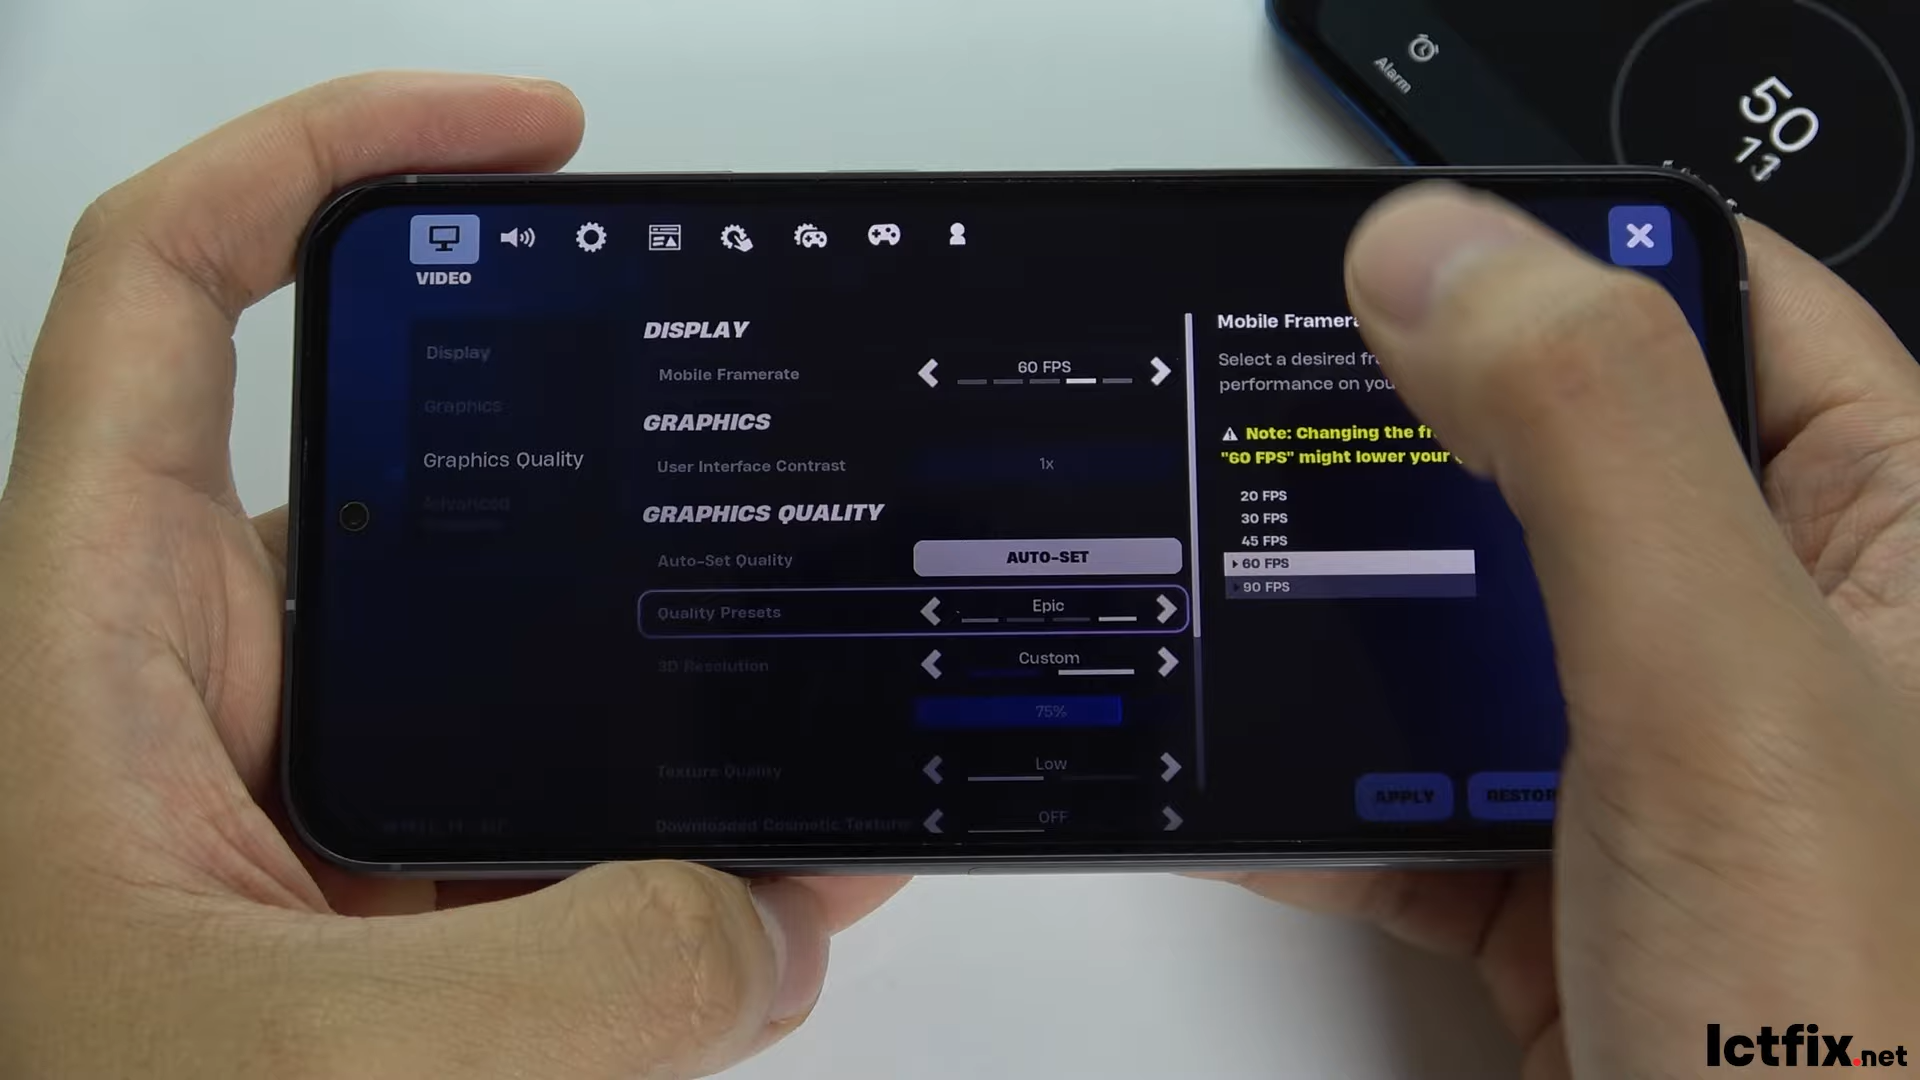 Alarm
50
13
VIDEO
Display
Graphics
Graphics Quality
Advanced
DISPLAY
Mobile Framerate
60 FPS
GRAPHICS
User Interface Contrast
1x
GRAPHICS QUALITY
Auto-Set Quality
AUTO-SET
Quality Presets
Epic
3D Resolution
Custom
75%
Texture Quality
Low
Downloaded Cosmetic Texture
OFF
Mobile Framera
Select a desired fr
performance on you
Note: Changing the fr
"60 FPS" might lower your
20 FPS
30 FPS
45 FPS
60 FPS
90 FPS
APPLY
RESTOR
Ictfix.net